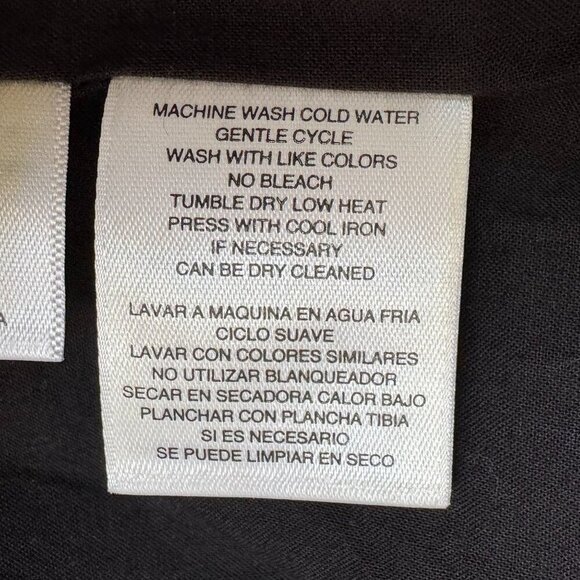 MACHINE WASH COLD WATER
GENTLE CYCLE
WASH WITH LIKE COLORS
NO BLEACH
TUMBLE DRY LOW HEAT
PRESS WITH COOL IRON
IF NECESSARY
CAN BE DRY CLEANED
LAVAR A MAQUINA EN AGUA FRIA
CICLO SUAVE
LAVAR CON COLORES SIMILARES
NO UTILIZAR BLANQUEADOR
SECAR EN SECADORA CALOR BAJO
PLANCHAR CON PLANCHA TIBIA
SI ES NECESARIO
SE PUEDE LIMPIAR EN SECO